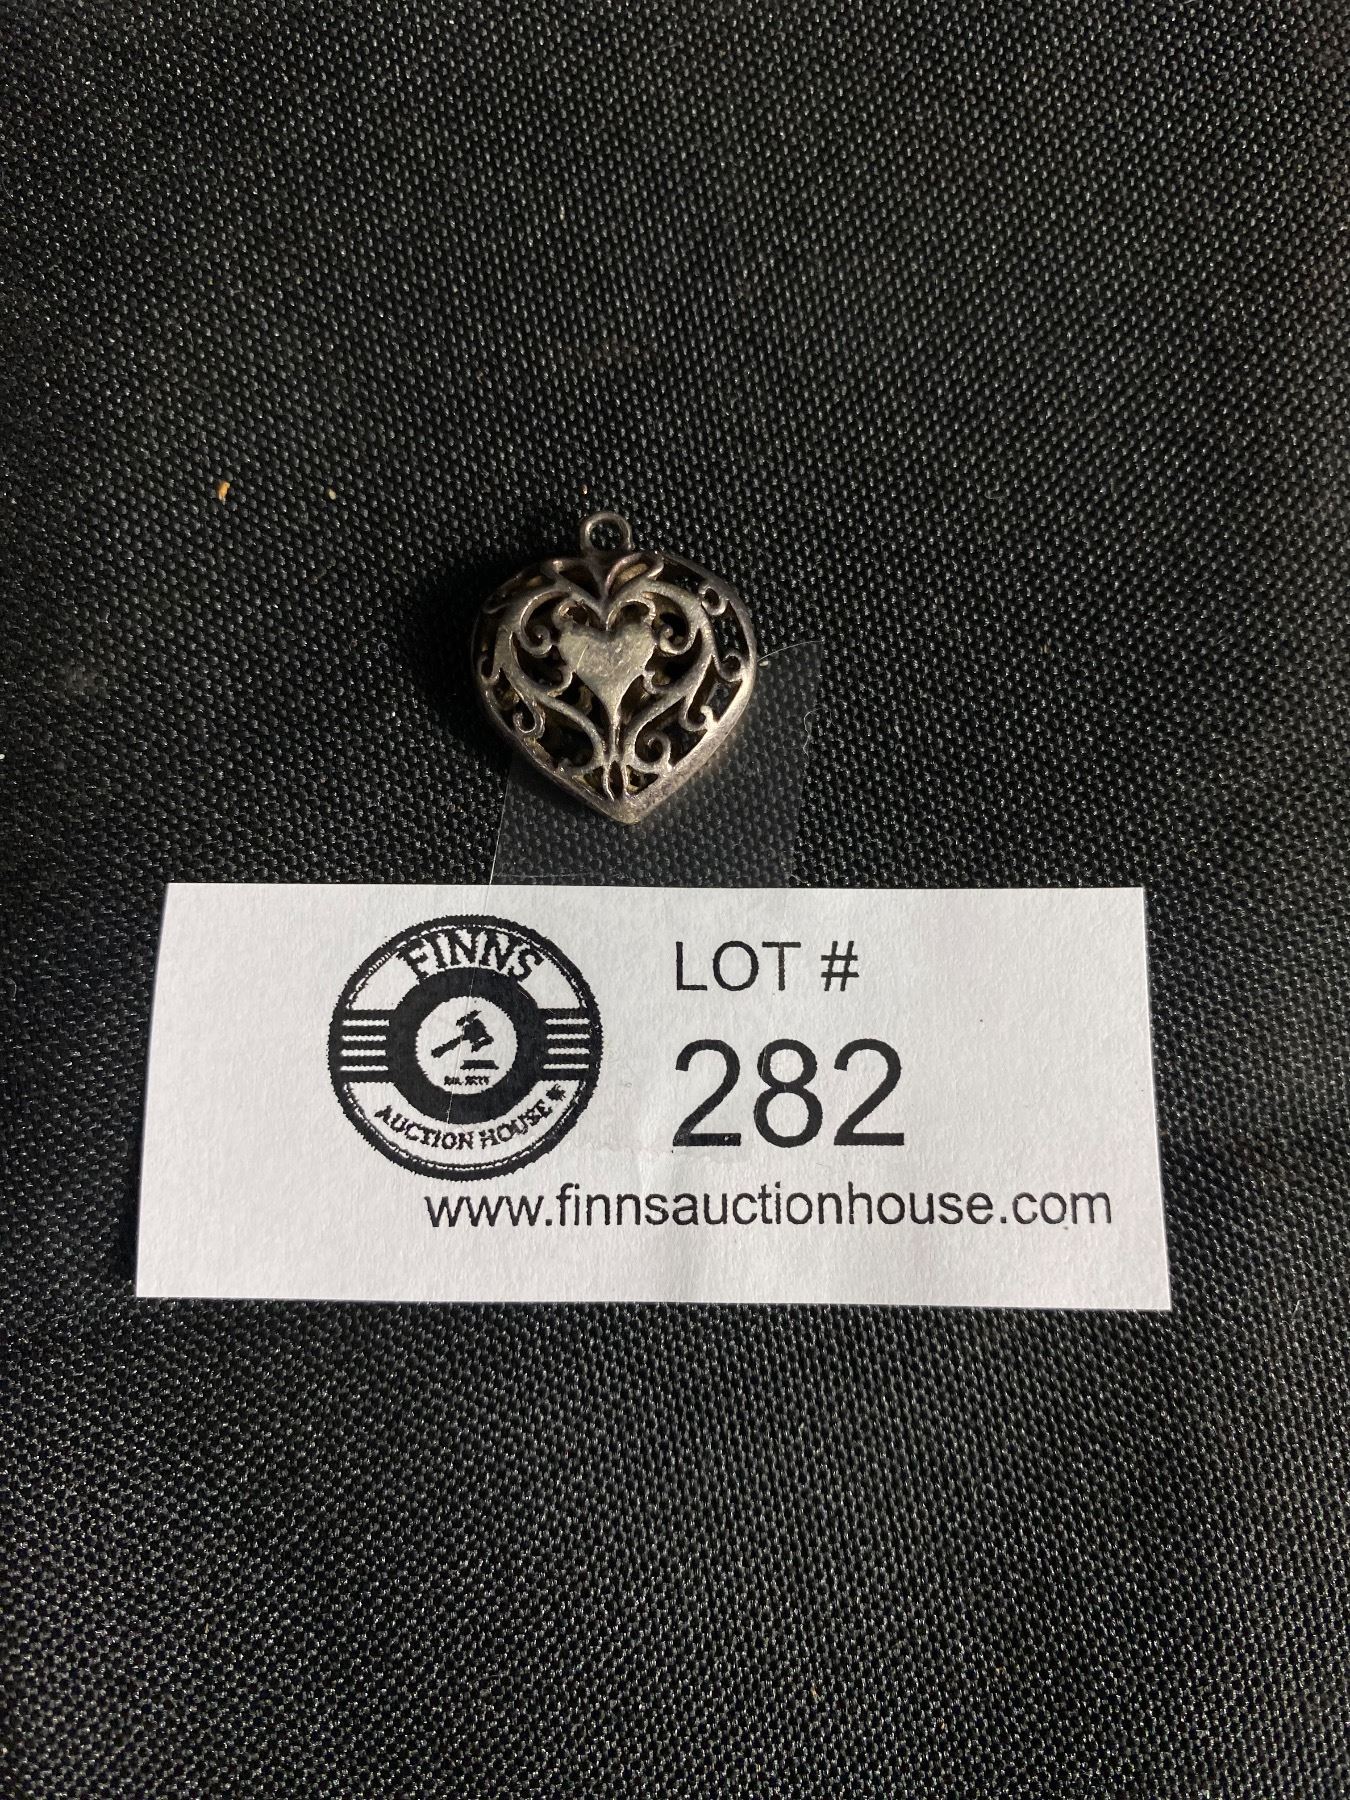 FINNS
AUCTION HOUSE
LOT #
282
www.finnsauctionhouse.com